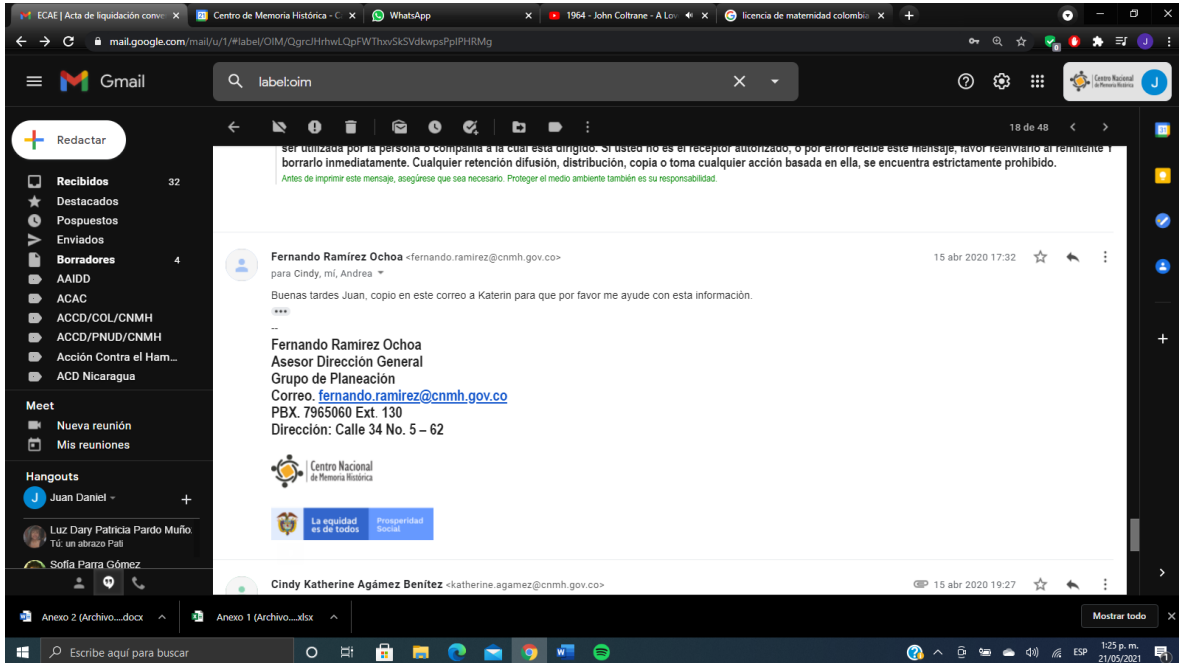 ECAE | Acta de liquidación conve
Centro de Memoria Histórica - C
WhatsApp
1964 - John Coltrane - A Lov
licencia de maternidad colombia
mail.google.com/mail/u/1/#label/OIM/QgrcJHrhwLQpFWThxvSkSVdkwpsPpIPHRMg
Gmail
label:oim
Centro Nacional
de Memoria Histórica
J
Redactar
18 de 48
Recibidos 32
Destacados
Pospuestos
Enviados
Borradores 4
AAIDD
ACAC
ACCD/COL/CNMH
ACCD/PNUD/CNMH
Acción Contra el Ham...
ACD Nicaragua
Meet
Nueva reunión
Mis reuniones
Hangouts
J Juan Daniel
Luz Dary Patricia Pardo Muño
Tú: un abrazo Pati
Sofía Parra Gómez
ser utilizada por la persona o compañía a la cual está dirigido. Si usted no es el receptor autorizado, o por error recibe este mensaje, favor reenviarlo al remitente Y
borrarlo inmediatamente. Cualquier retención difusión, distribución, copia o toma cualquier acción basada en ella, se encuentra estrictamente prohibido.
Antes de imprimir este mensaje, asegúrese que sea necesario. Proteger el medio ambiente también es su responsabilidad.
Fernando Ramírez Ochoa <fernando.ramirez@cnmh.gov.co> 15 abr 2020 17:32
para Cindy, mí, Andrea
Buenas tardes Juan, copio en este correo a Katerin para que por favor me ayude con esta información.
--
Fernando Ramirez Ochoa
Asesor Dirección General
Grupo de Planeación
Correo. fernando.ramirez@cnmh.gov.co
PBX. 7965060 Ext. 130
Dirección: Calle 34 No. 5 – 62
Centro Nacional
de Memoria Histórica
La equidad
es de todos
Prosperidad
Social
Cindy Katherine Agámez Benítez <katherine.agamez@cnmh.gov.co> 15 abr 2020 19:27
Anexo 2 (Archivo....docx
Anexo 1 (Archivo....xlsx
Mostrar todo
Escribe aquí para buscar
ESP
1:25 p. m.
21/05/2021